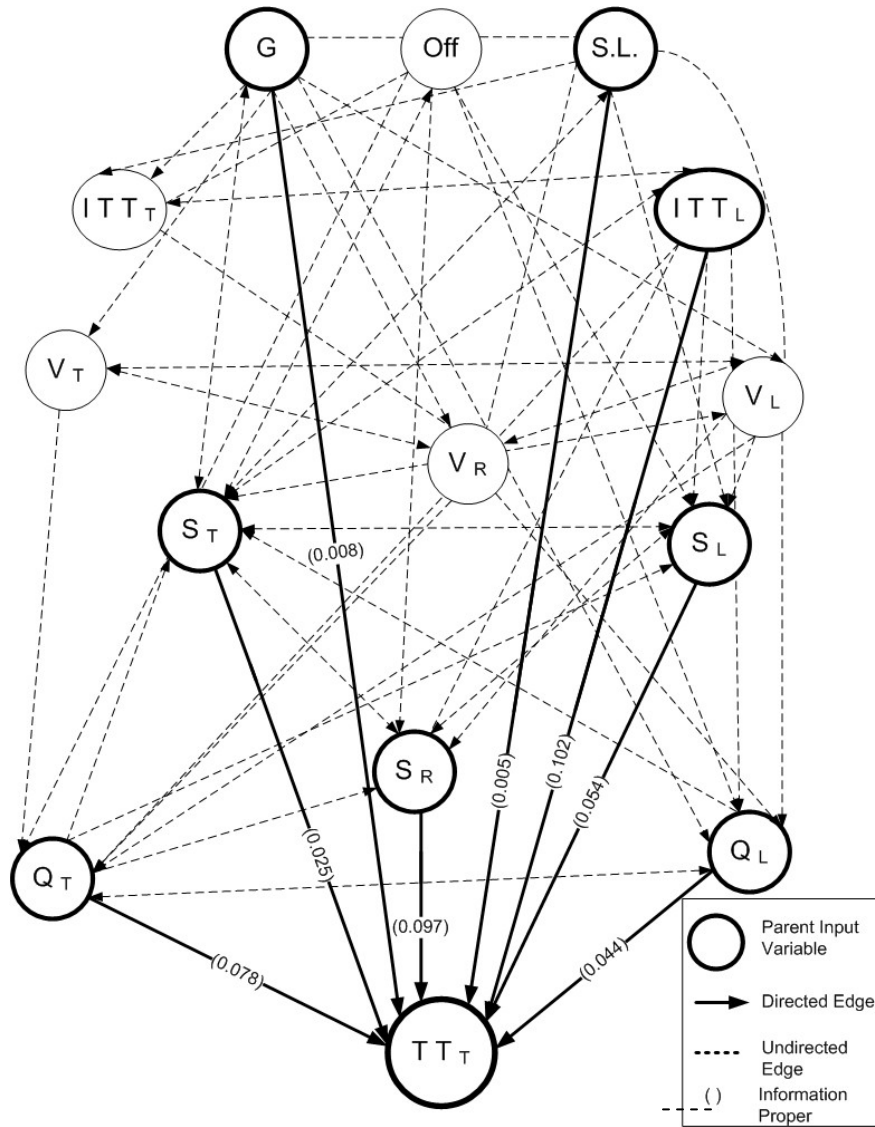 G
Off
S.L.
I T T T
I T T L
V T
V L
V R
S T
S L
(0.008)
S R
(0.005)
(0.102)
(0.054)
(0.025)
Q T
Q L
(0.097)
(0.078)
(0.044)
T T T
Parent Input
Variable
Directed Edge
Undirected
Edge
( ) Information
Proper